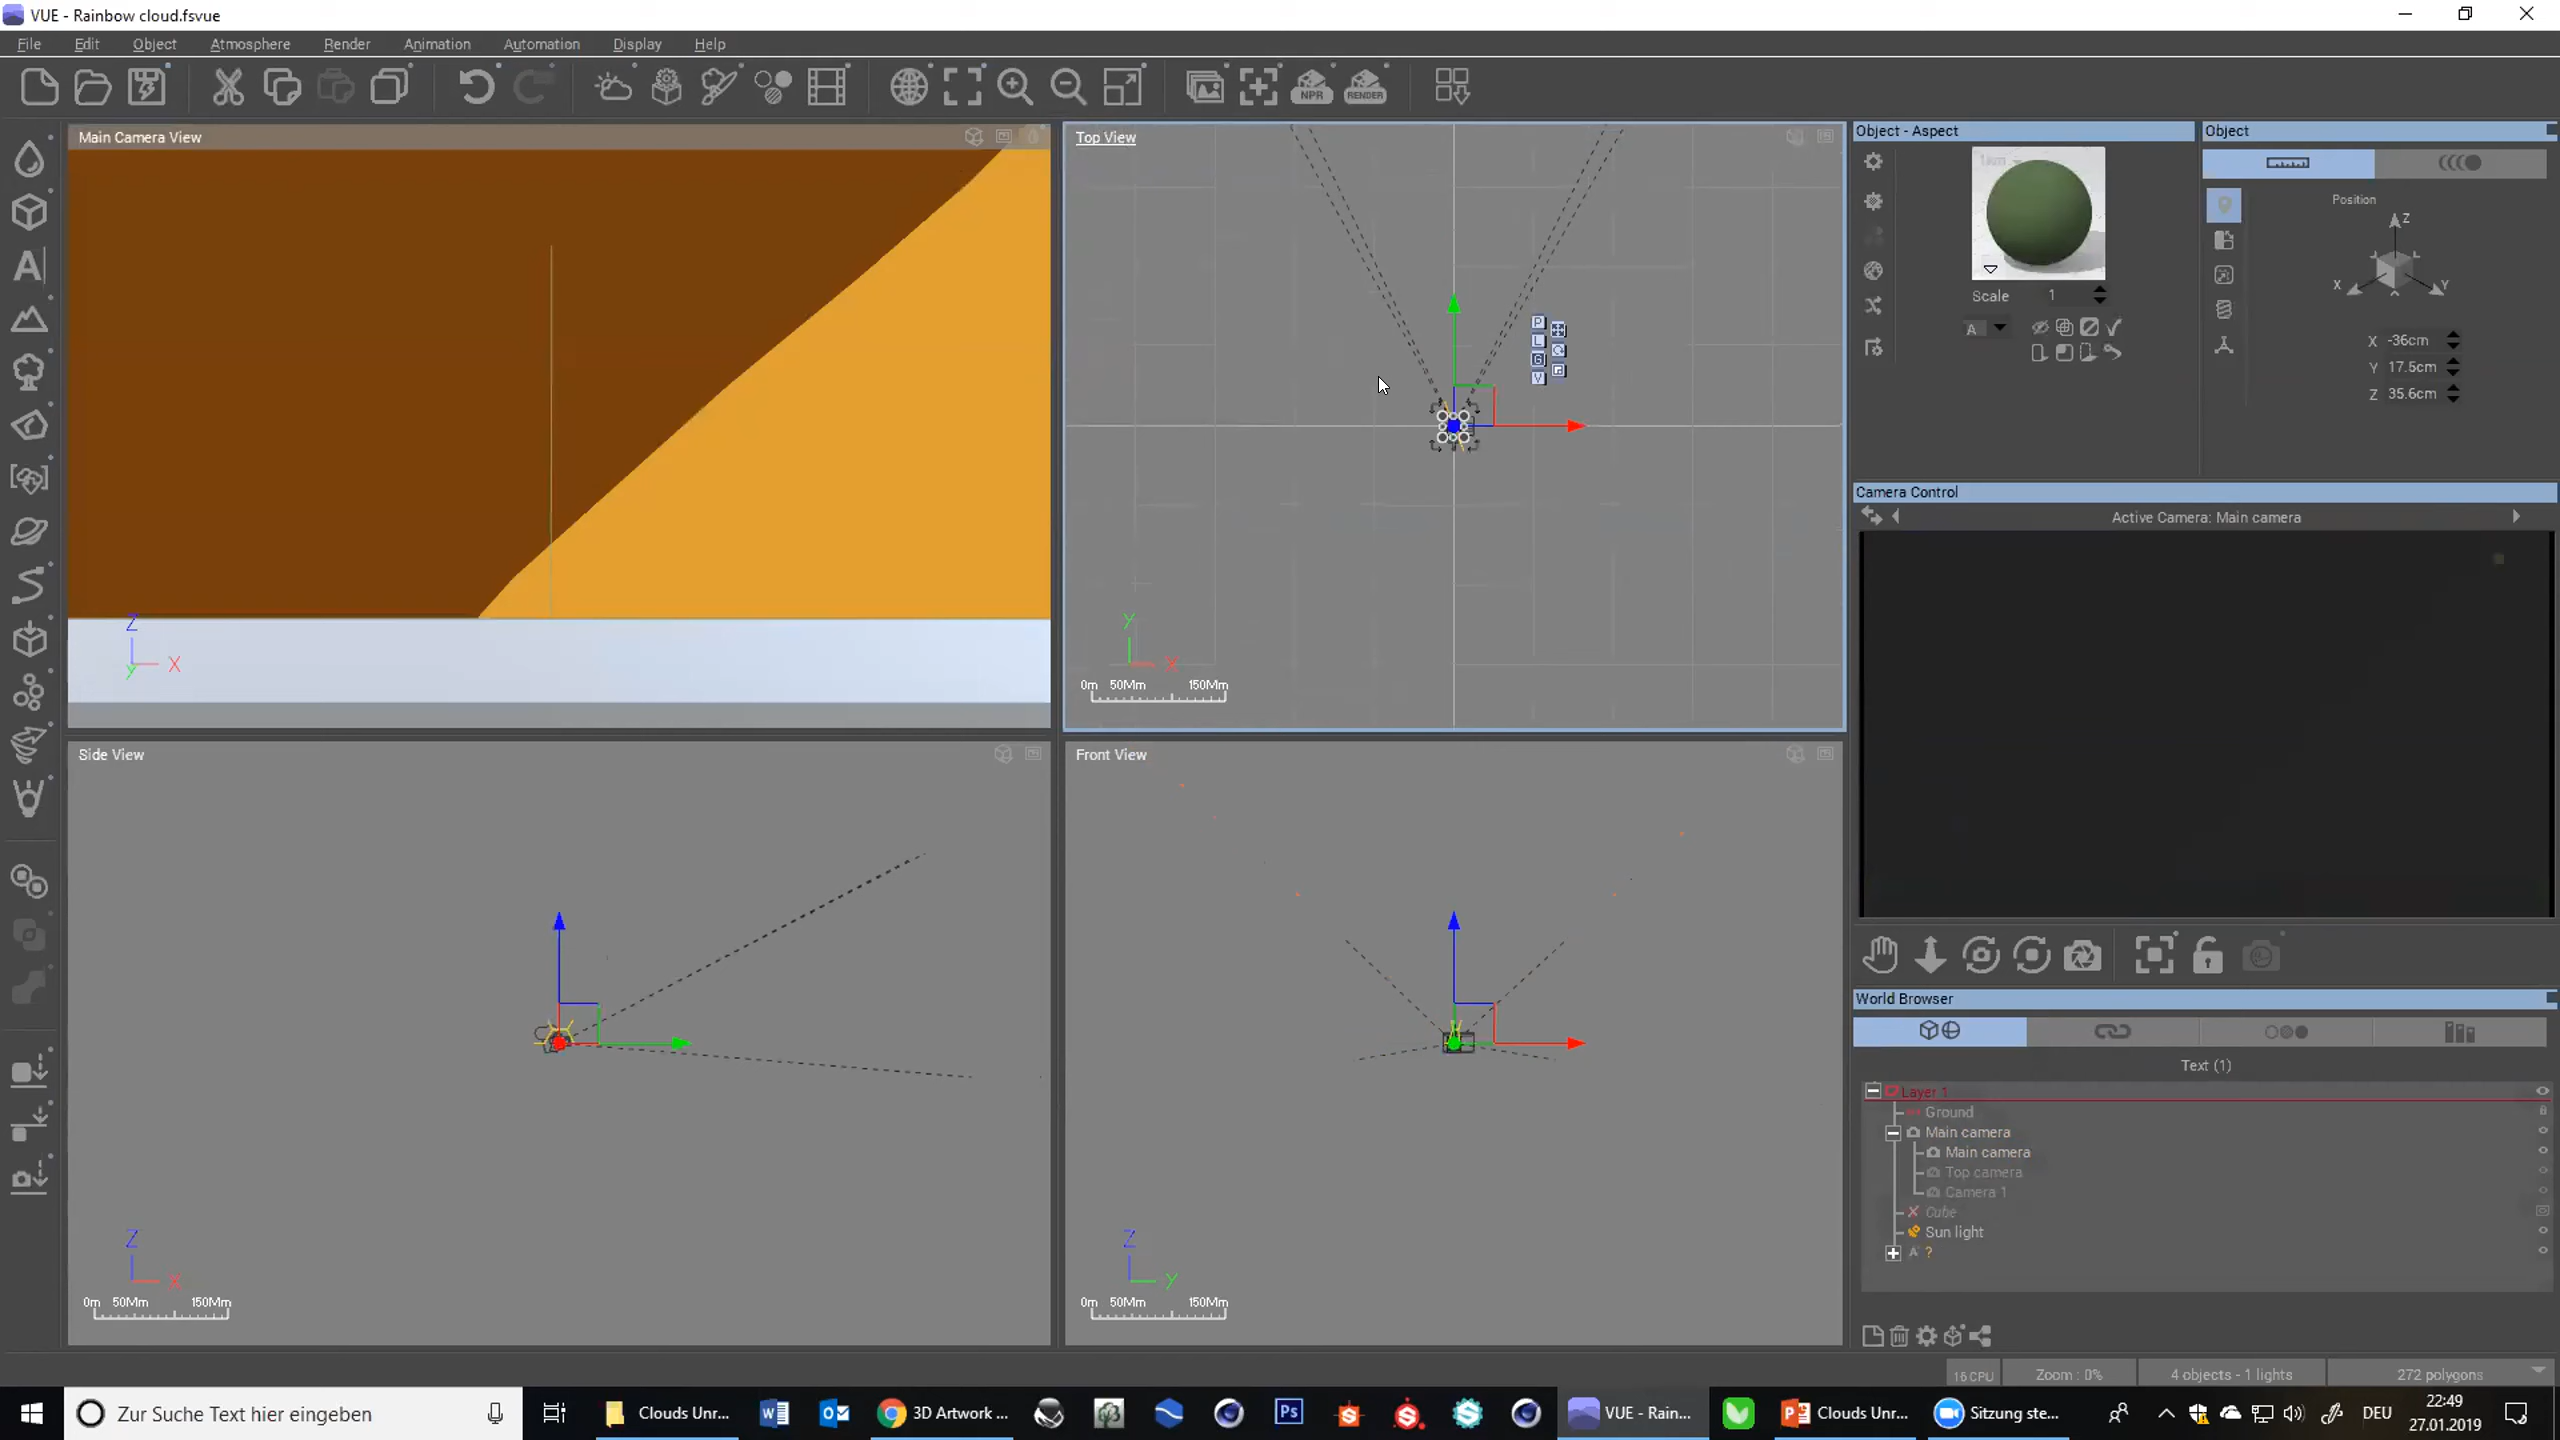 VUE - Rainbow cloud.fsvue
File Edit Object Atmosphere Render Animation Automation Display Help
NPR RENDER
Main Camera View
Top View
Object - Aspect
Object
Position
Z
X Y
Scale 1
A
X -36cm
Y 17.5cm
Z 35.6cm
P
L
G
V
Camera Control
Active Camera: Main camera
Z
X
Y
Y
X
0m 50Mm 150Mm
Side View
Front View
World Browser
Text (1)
Layer 1
Ground
Main camera
Main camera
Top camera
Camera 1
Cube
Sun light
A ?
Z
X
0m 50Mm 150Mm
Z
Y
0m 50Mm 150Mm
16 CPU Zoom : 0% 4 objects - 1 lights 272 polygons
Zur Suche Text hier eingeben
Clouds Unr...
3D Artwork ...
Ps
VUE - Rain...
Clouds Unr...
Sitzung ste...
DEU
22:49
27.01.2019